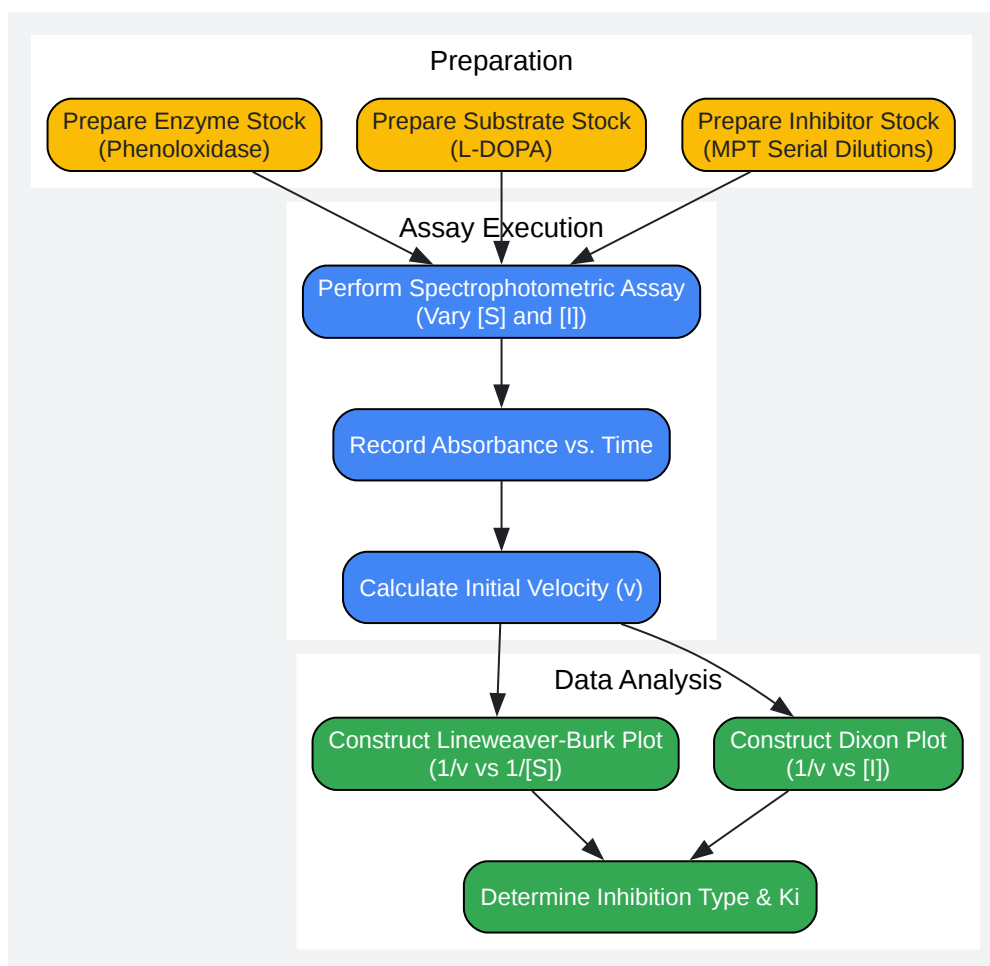 Preparation
Prepare Enzyme Stock
(Phenoloxidase)
Prepare Substrate Stock
(L-DOPA)
Prepare Inhibitor Stock
(MPT Serial Dilutions)
Assay Execution
Perform Spectrophotometric Assay
(Vary [S] and [I])
Record Absorbance vs. Time
Calculate Initial Velocity (v)
Data Analysis
Construct Lineweaver-Burk Plot
(1/v vs 1/[S])
Construct Dixon Plot
(1/v vs [I])
Determine Inhibition Type & Ki